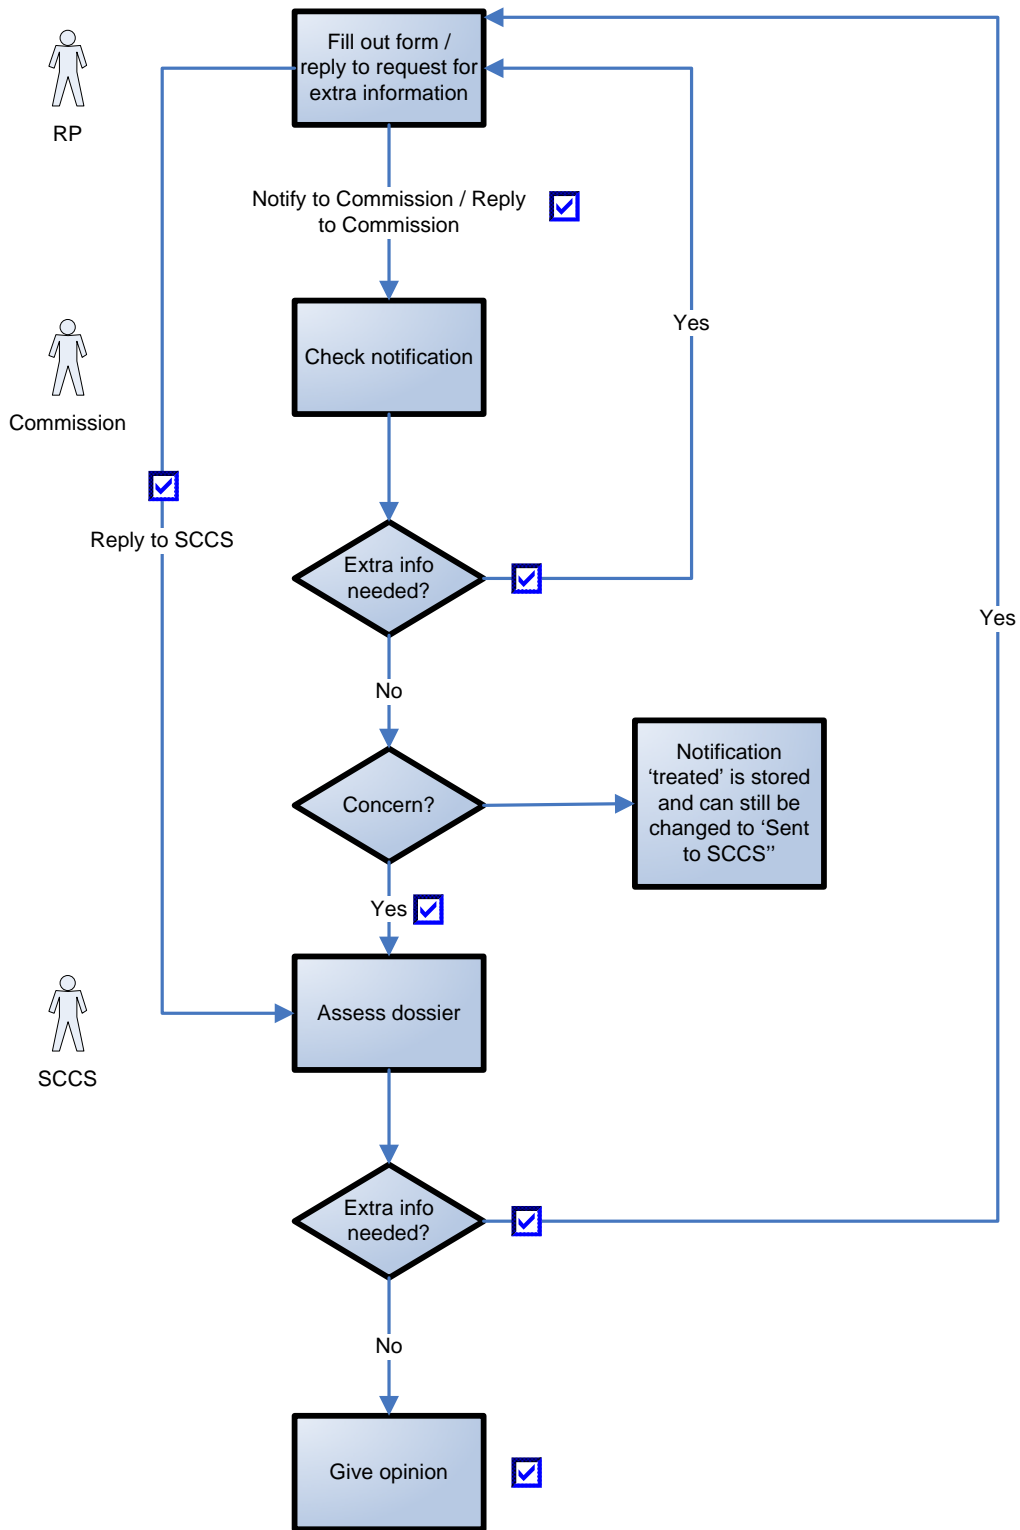 Fill out form /
reply to request for
extra information
RP
Notify to Commission / Reply
to Commission
Yes
Check notification
Commission
Reply to SCCS
Extra info
needed?
Yes
No
Concern?
Notification
‘treated’ is stored
and can still be
changed to ‘Sent
to SCCS’’
Yes
Assess dossier
SCCS
Extra info
needed?
No
Give opinion